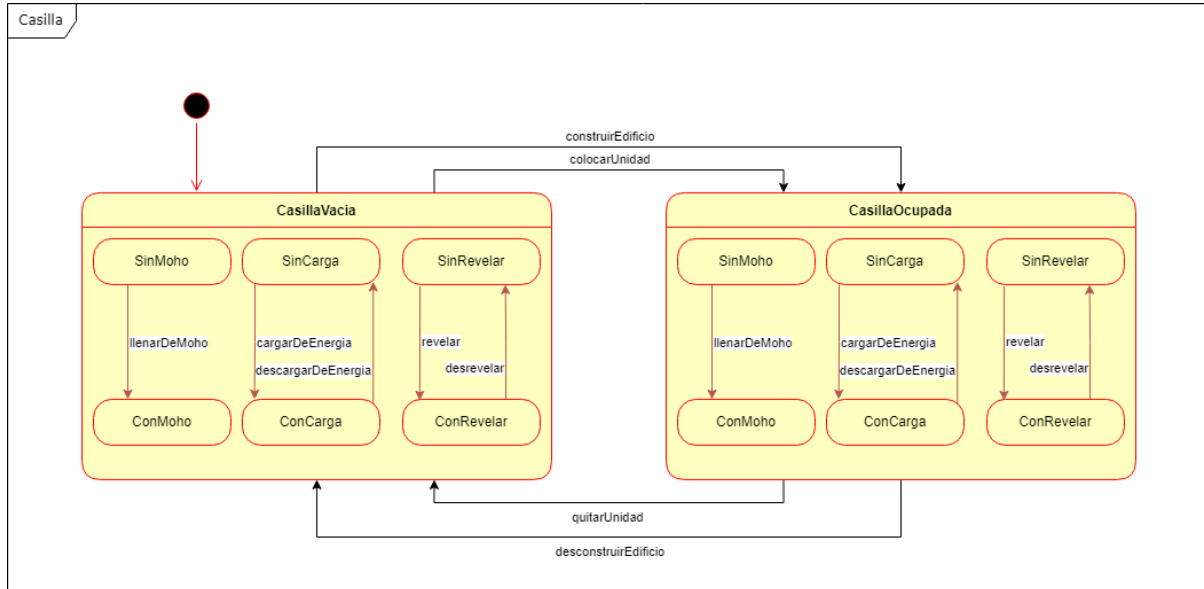 Casilla
construirEdificio
colocarUnidad
CasillaVacia
CasillaOcupada
SinMoho
SinCarga
SinRevelar
SinMoho
SinCarga
SinRevelar
llenarDeMoho
cargarDeEnergia
revelar
llenarDeMoho
cargarDeEnergia
revelar
descargarDeEnergia
desrevelar
descargarDeEnergia
desrevelar
ConMoho
ConCarga
ConRevelar
ConMoho
ConCarga
ConRevelar
quitarUnidad
desconstruirEdificio